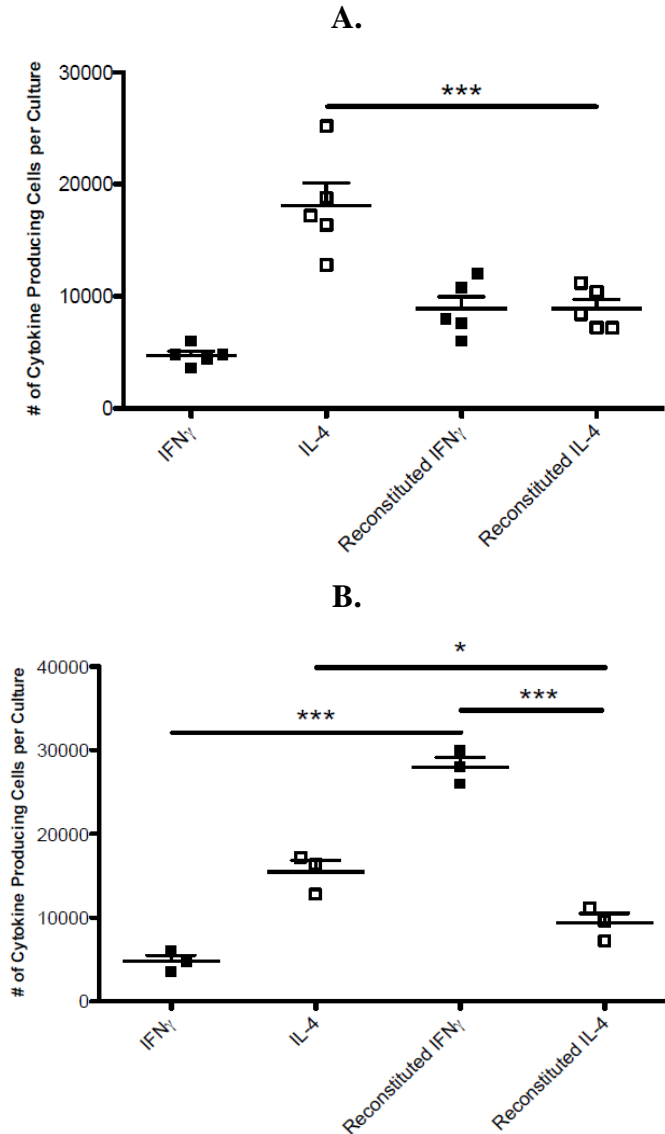 A.
# of Cytokine Producing Cells per Culture
30000
20000
10000
0
***
IFNγ
IL-4
Reconstituted IFNγ
Reconstituted IL-4
B.
# of Cytokine Producing Cells per Culture
40000
30000
20000
10000
0
*
***
***
IFNγ
IL-4
Reconstituted IFNγ
Reconstituted IL-4